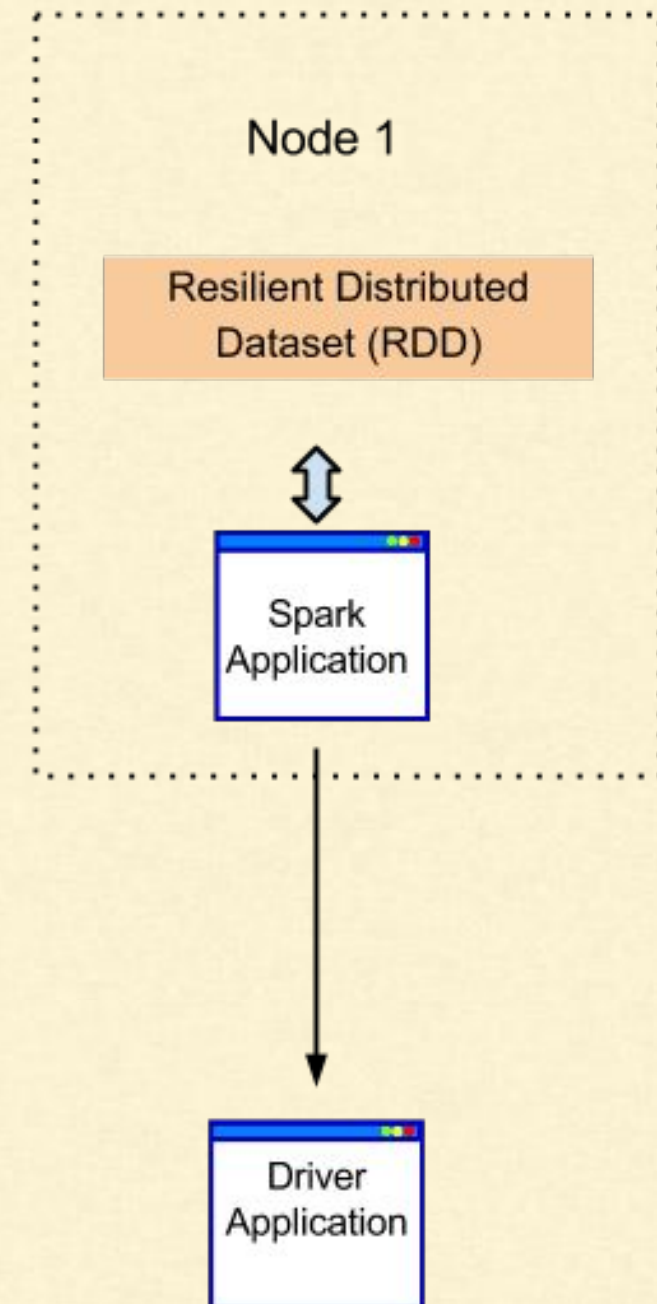 Node 1
Resilient Distributed
Dataset (RDD)
Spark
Application
Driver
Application